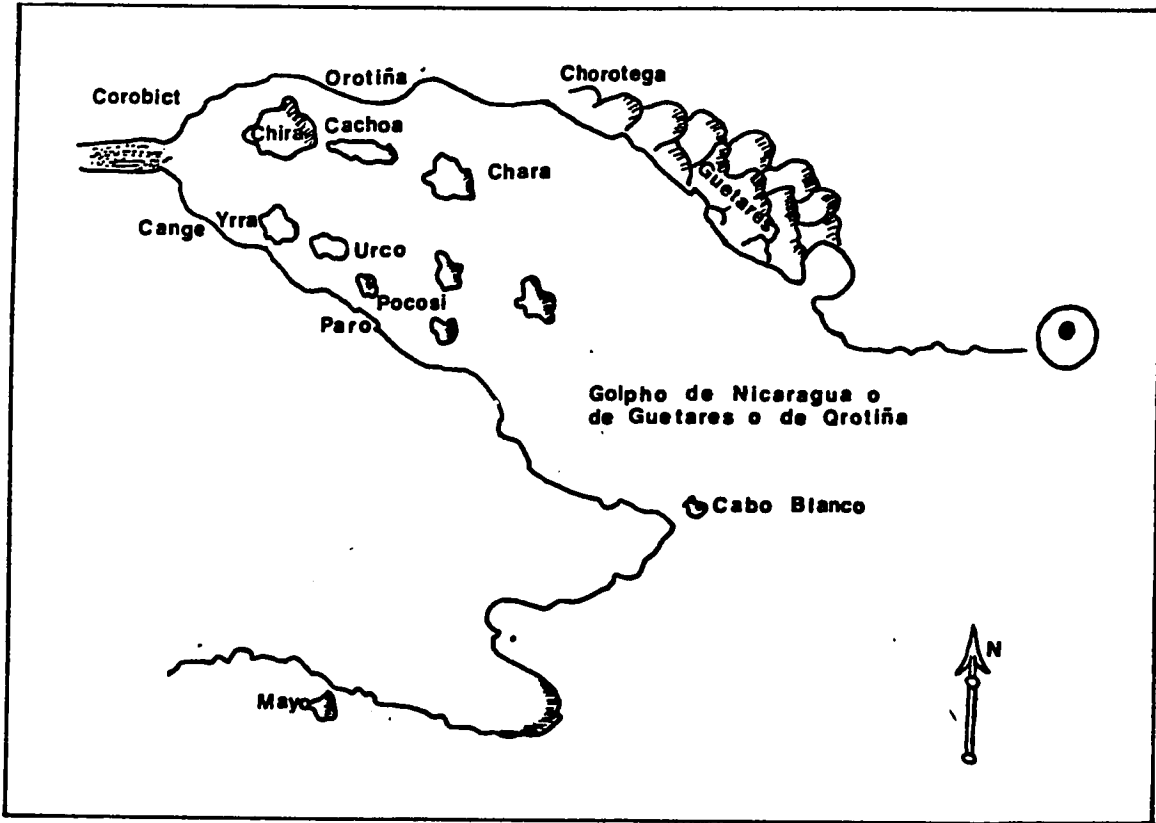 Orotiña
Chorotega
Corobict
Chira
Cachoa
Chara
Guetares
Cange
Yrra
Urco
Pocosi
Paro
Golpho de Nicaragua o
de Guetares o de Qrotiña
Cabo Blanco
N
Mayo